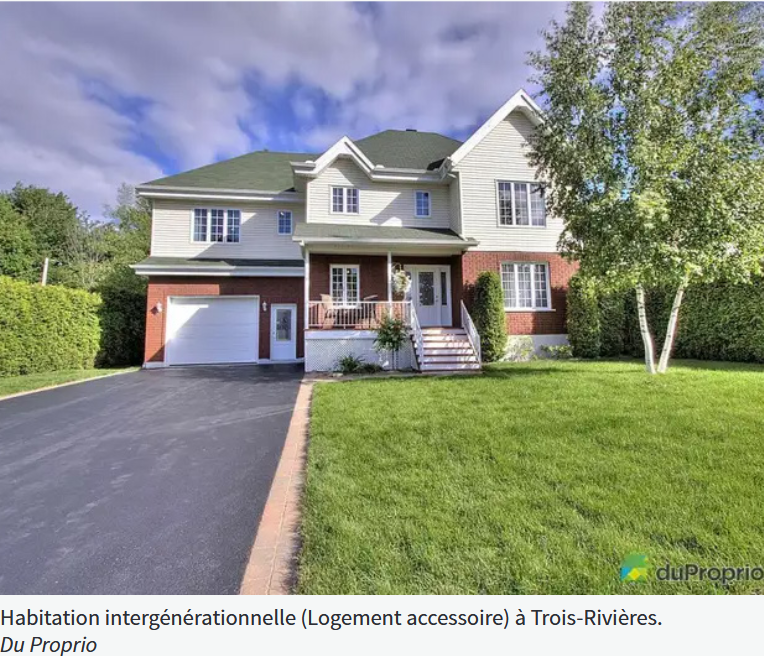 duProprio
Habitation intergénérationnelle (Logement accessoire) à Trois-Rivières.
Du Proprio